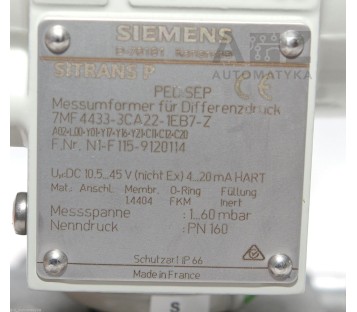 SIEMENS
SITRANS P
AUTOMATYKA
CE
PED:SEP
Messumformer für Differenzdruck
7MF4433-3CA22-1EB7-Z
A02+L00+Y01+Y17+Y16+Y21+C11+C12+C20
F.Nr. N1-F115-9120114
UH DC 10,5...45 V (nicht Ex) 4...20 mA HART
Mat.: Anschl. Membr. O-Ring Füllung
1.4404 FKM Inert
Messspanne : 1...60 mbar
Nenndruck : PN 160
Schutzart IP 66
Made in France
S